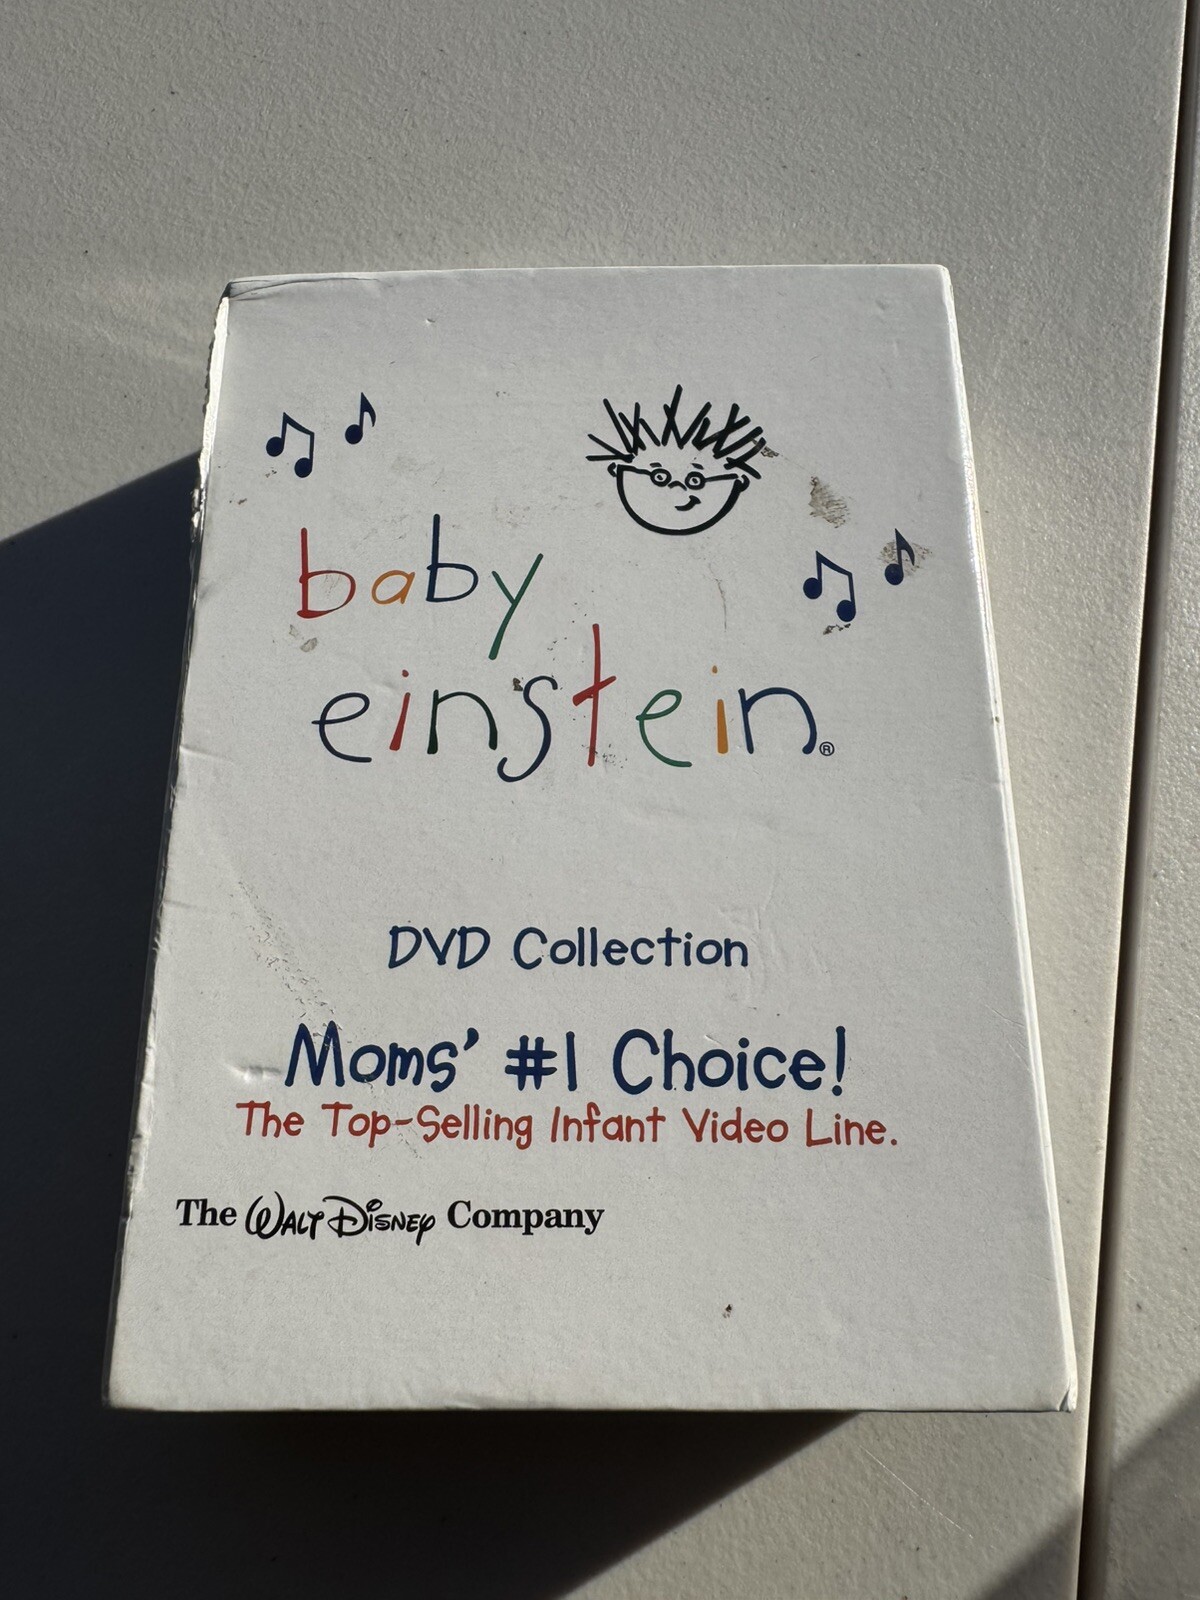 baby
einstein®
DVD Collection
Moms' #1 Choice!
The Top-Selling Infant Video Line.
The Walt Disney Company